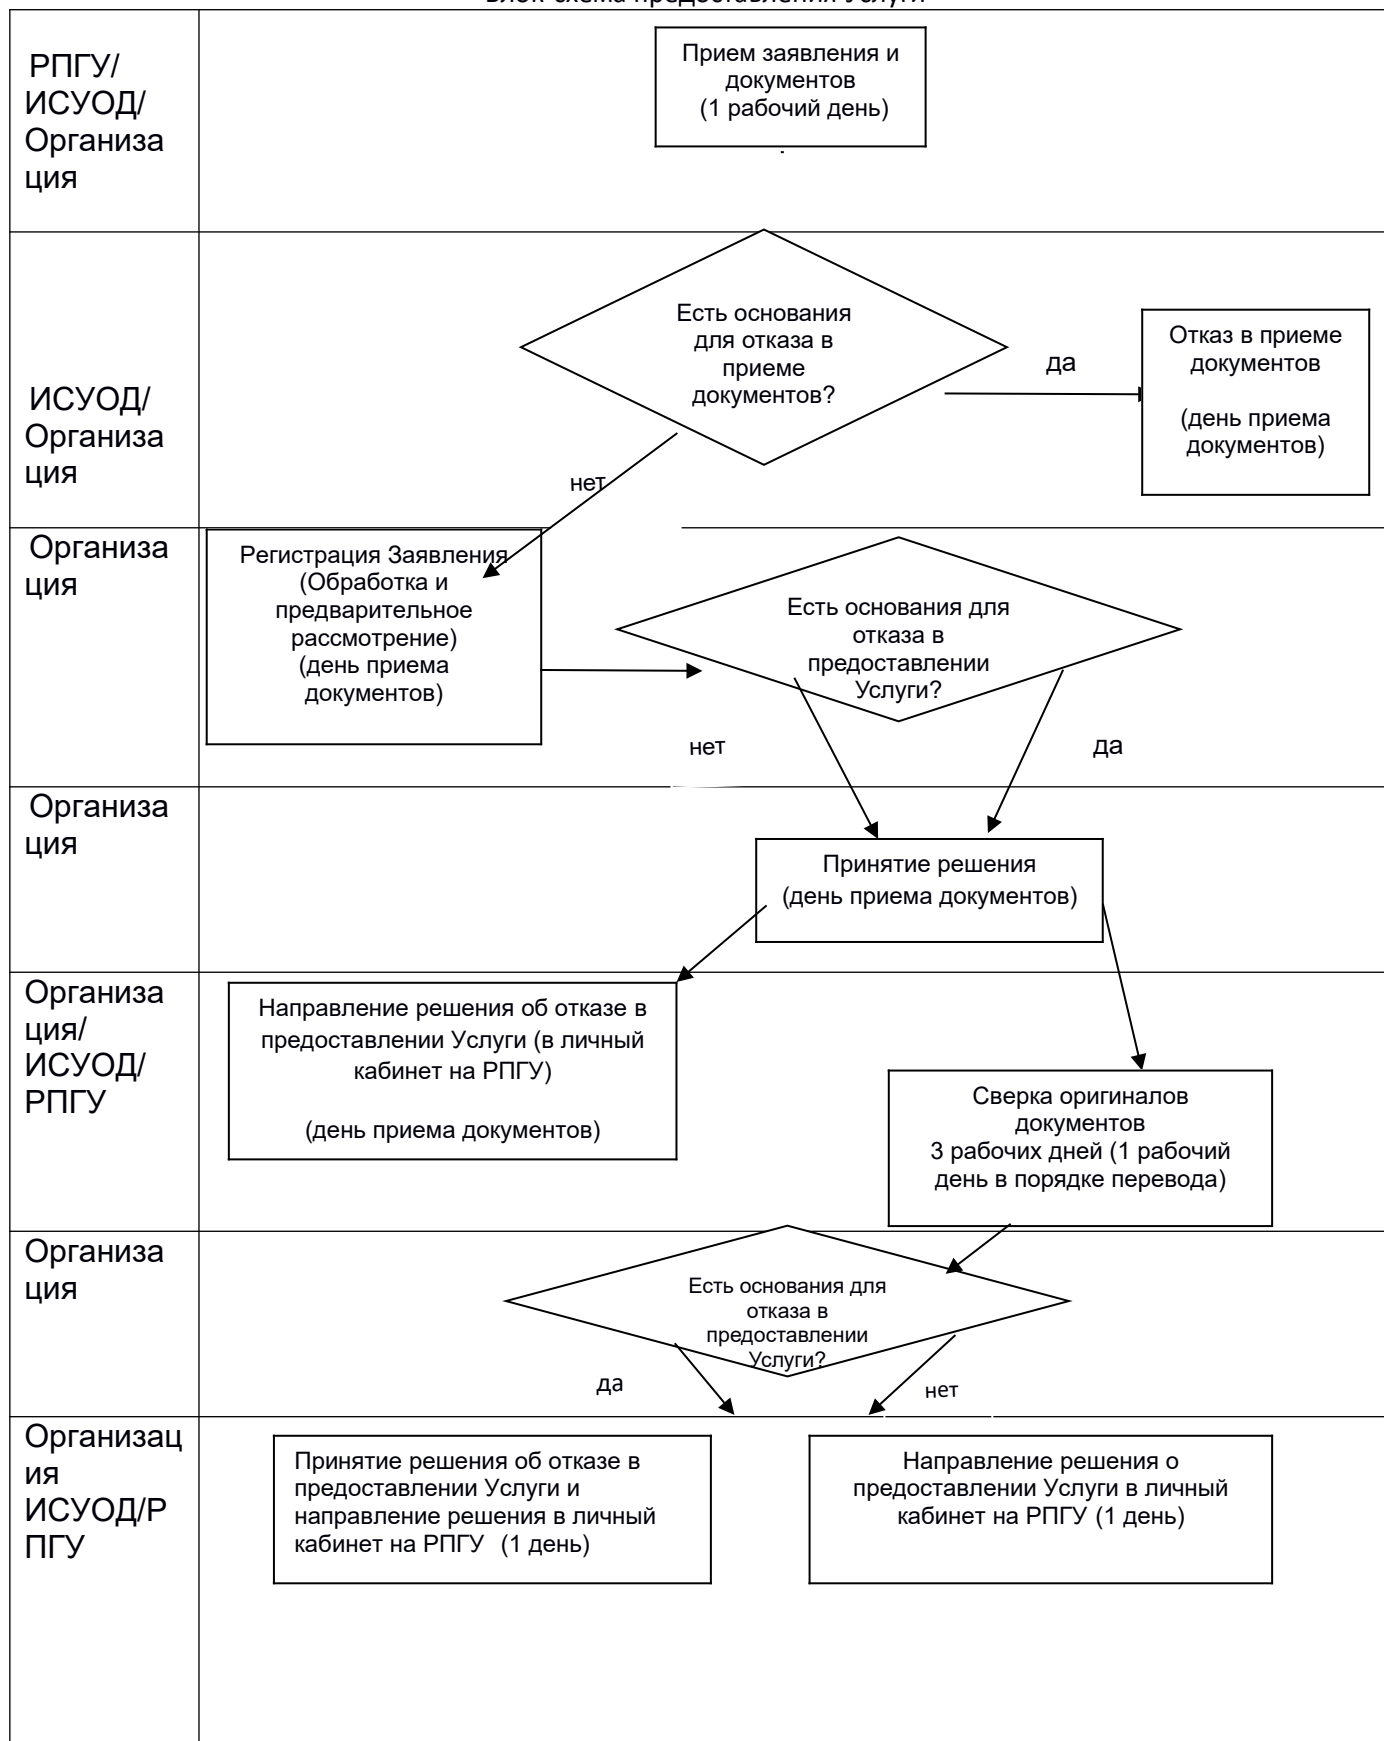 Блок-схема предоставления Услуги
РПГУ/
ИСУОД/
Организа
ция
Прием заявления и
документов
(1 рабочий день)
ИСУОД/
Организа
ция
Есть основания
для отказа в
приеме
документов?
да
Отказ в приеме
документов
(день приема
документов)
нет
Организа
ция
Регистрация Заявления
(Обработка и
предварительное
рассмотрение)
(день приема
документов)
Есть основания для
отказа в
предоставлении
Услуги?
нет
да
Организа
ция
Принятие решения
(день приема документов)
Организа
ция/
ИСУОД/
РПГУ
Направление решения об отказе в
предоставлении Услуги (в личный
кабинет на РПГУ)
(день приема документов)
Сверка оригиналов
документов
3 рабочих дней (1 рабочий
день в порядке перевода)
Организа
ция
Есть основания для
отказа в
предоставлении
Услуги?
да
нет
Организац
ия
ИСУОД/Р
ПГУ
Принятие решения об отказе в
предоставлении Услуги и
направление решения в личный
кабинет на РПГУ (1 день)
Направление решения о
предоставлении Услуги в личный
кабинет на РПГУ (1 день)